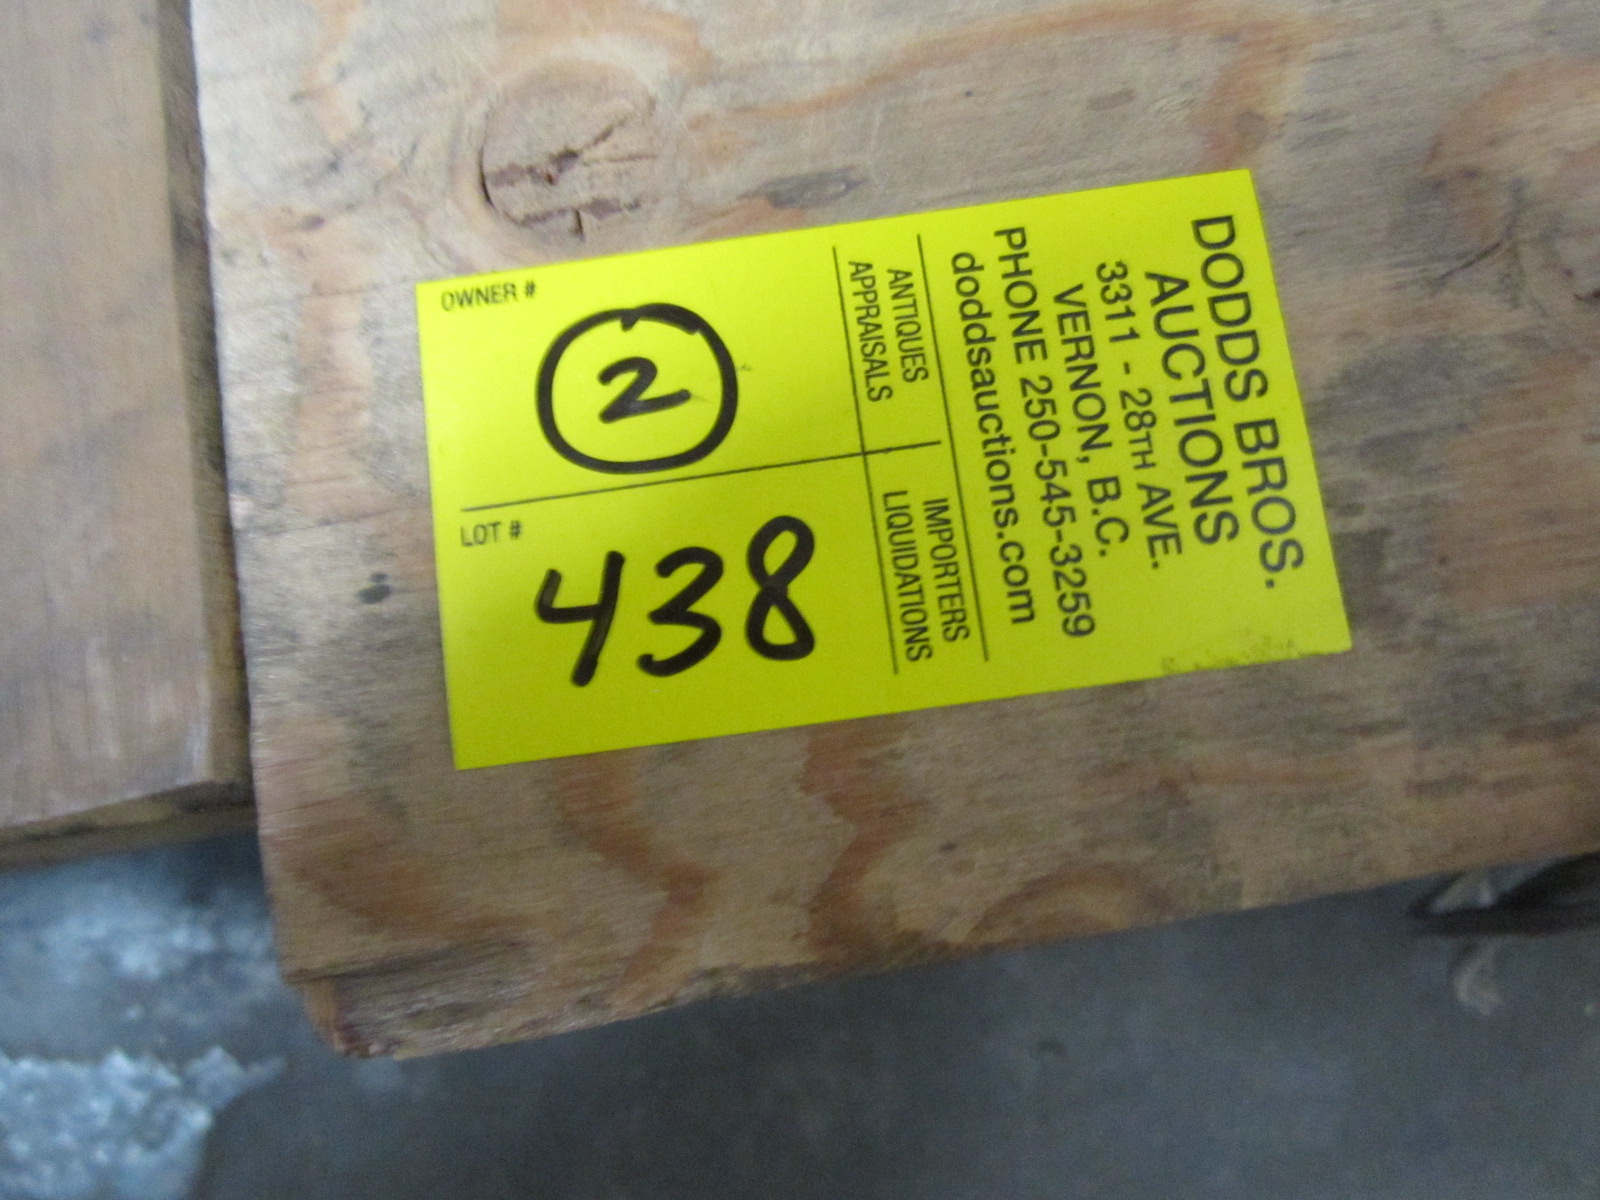 DODDS BROS.
AUCTIONS
3311 - 28TH AVE.
VERNON, B.C.
PHONE 250-545-3259
doddsauctions.com
ANTIQUES | IMPORTERS
APPRAISALS LIQUIDATIONS
OWNER #
2
LOT #
438